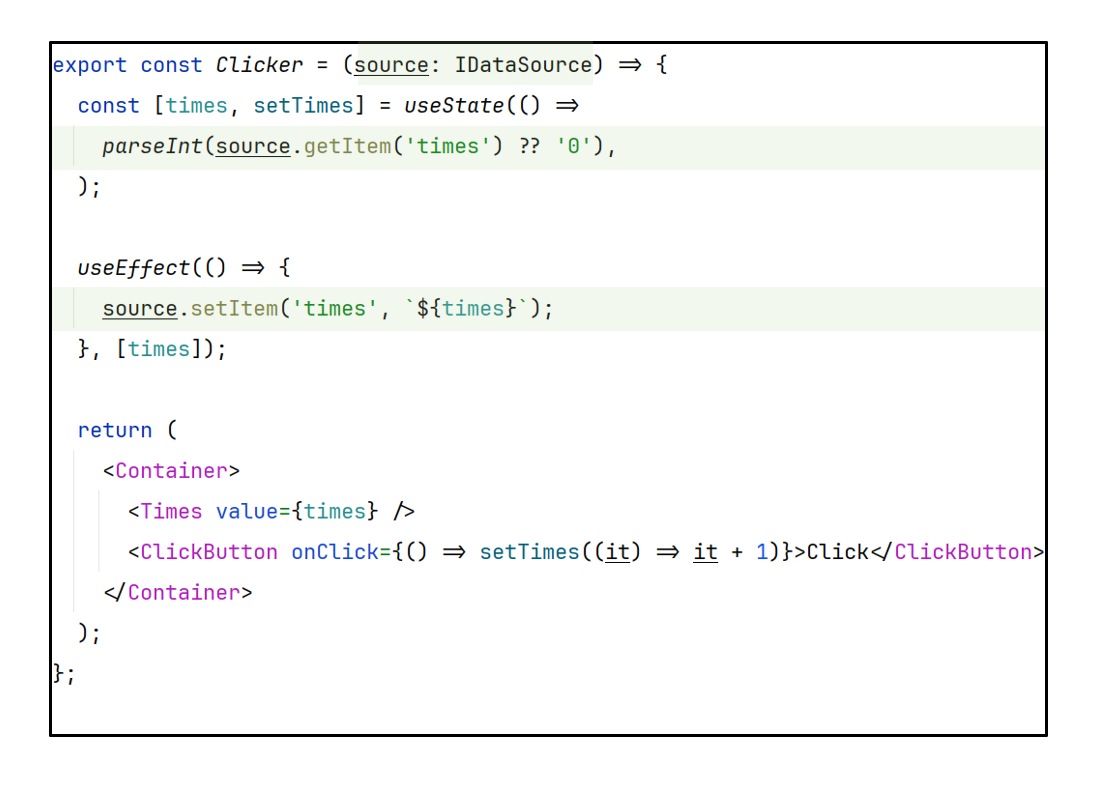 export const Clicker = (source: IDataSource) => {
const [times, setTimes] = useState(() =>
parseInt(source.getItem('times') ?? '0'),
);
useEffect(() => {
source.setItem('times', `${times}`);
}, [times]);
return (
<Container>
<Times value={times} />
<ClickButton onClick={() => setTimes((it) => it + 1)}>Click</ClickButton>
</Container>
);
};